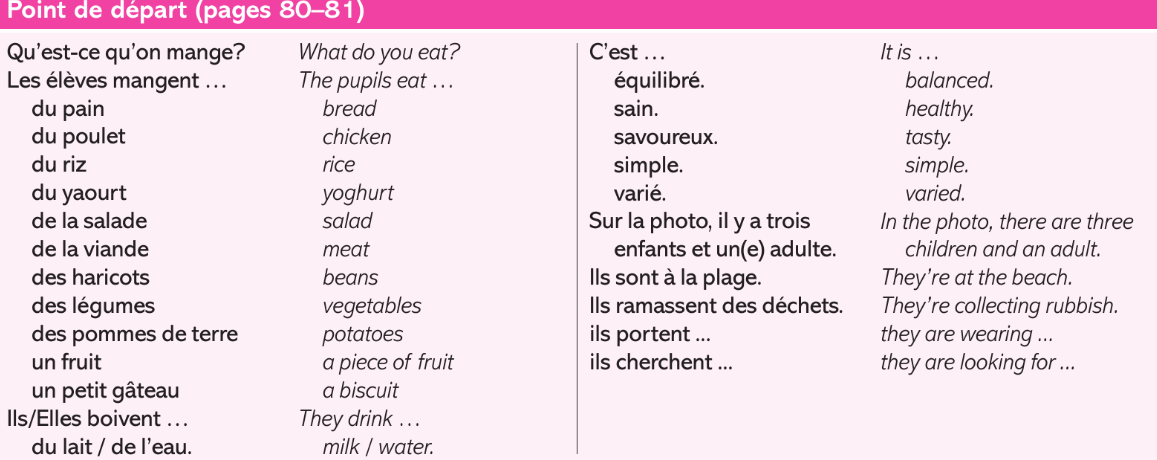 Point de départ (pages 80–81)
Qu'est-ce qu'on mange? What do you eat?
Les élèves mangent … The pupils eat …
du pain bread
du poulet chicken
du riz rice
du yaourt yoghurt
de la salade salad
de la viande meat
des haricots beans
des légumes vegetables
des pommes de terre potatoes
un fruit a piece of fruit
un petit gâteau a biscuit
Ils/Elles boivent … They drink …
du lait / de l'eau. milk / water.
C'est … It is …
équilibré. balanced.
sain. healthy.
savoureux. tasty.
simple. simple.
varié. varied.
Sur la photo, il y a trois In the photo, there are three
enfants et un(e) adulte. children and an adult.
Ils sont à la plage. They're at the beach.
Ils ramassent des déchets. They're collecting rubbish.
ils portent ... they are wearing ...
ils cherchent ... they are looking for ...